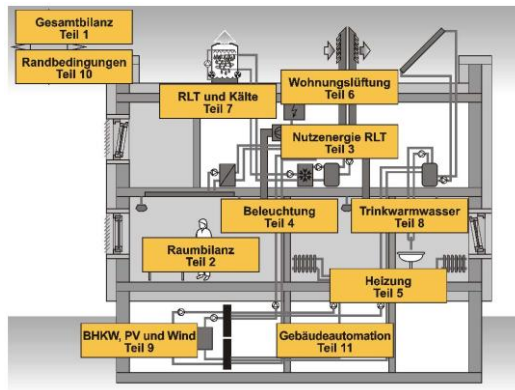 Gesamtbilanz
Teil 1
Randbedingungen
Teil 10
Wohnungslüftung
Teil 6
RLT und Kälte
Teil 7
Nutzenergie RLT
Teil 3
Beleuchtung
Teil 4
Trinkwarmwasser
Teil 8
Raumbilanz
Teil 2
Heizung
Teil 5
BHKW, PV und Wind
Teil 9
Gebäudeautomation
Teil 11